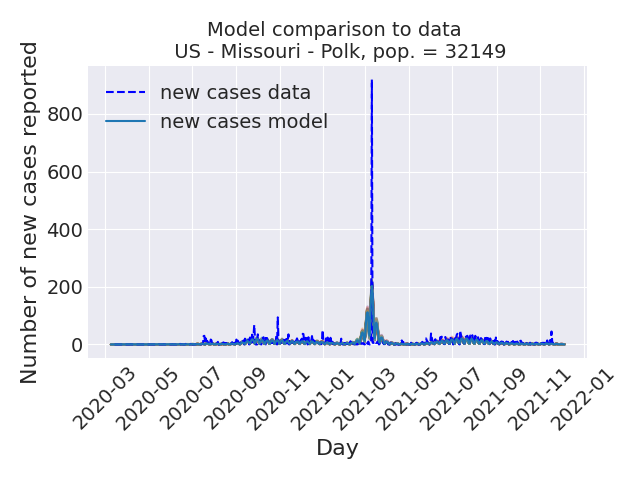 Model comparison to data
US - Missouri - Polk, pop. = 32149
Number of new cases reported
800
600
400
200
0
new cases data
new cases model
2020-03
2020-05
2020-07
2020-09
2020-11
2021-01
2021-03
2021-05
2021-07
2021-09
2021-11
2022-01
Day